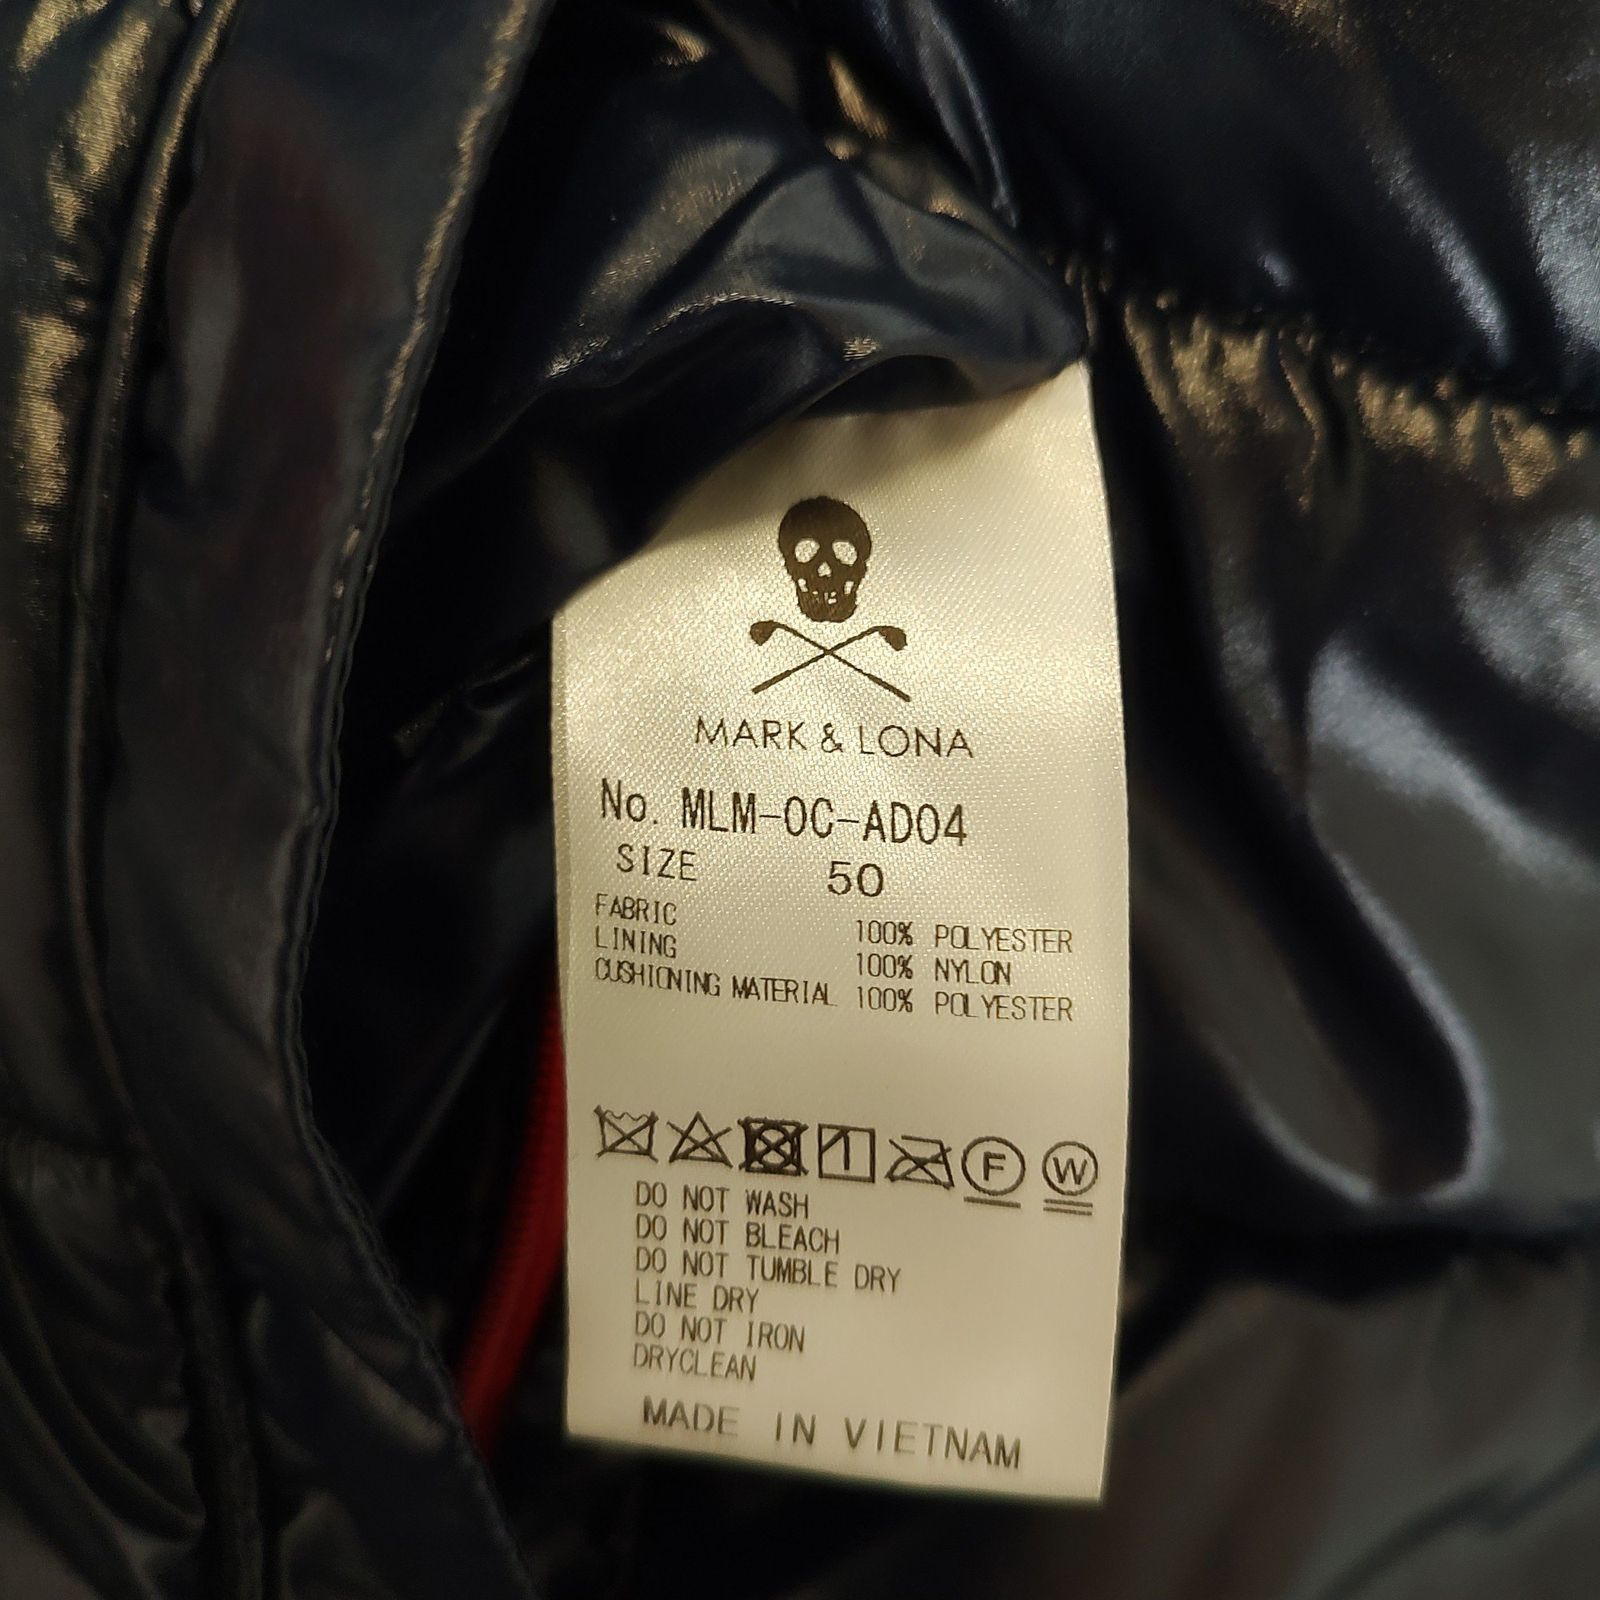 MARK & LONA
No. MLM-OC-AD04
SIZE 50
FABRIC 100% POLYESTER
LINING 100% NYLON
CUSHIONING MATERIAL 100% POLYESTER
F W
DO NOT WASH
DO NOT BLEACH
DO NOT TUMBLE DRY
LINE DRY
DO NOT IRON
DRYCLEAN
MADE IN VIETNAM